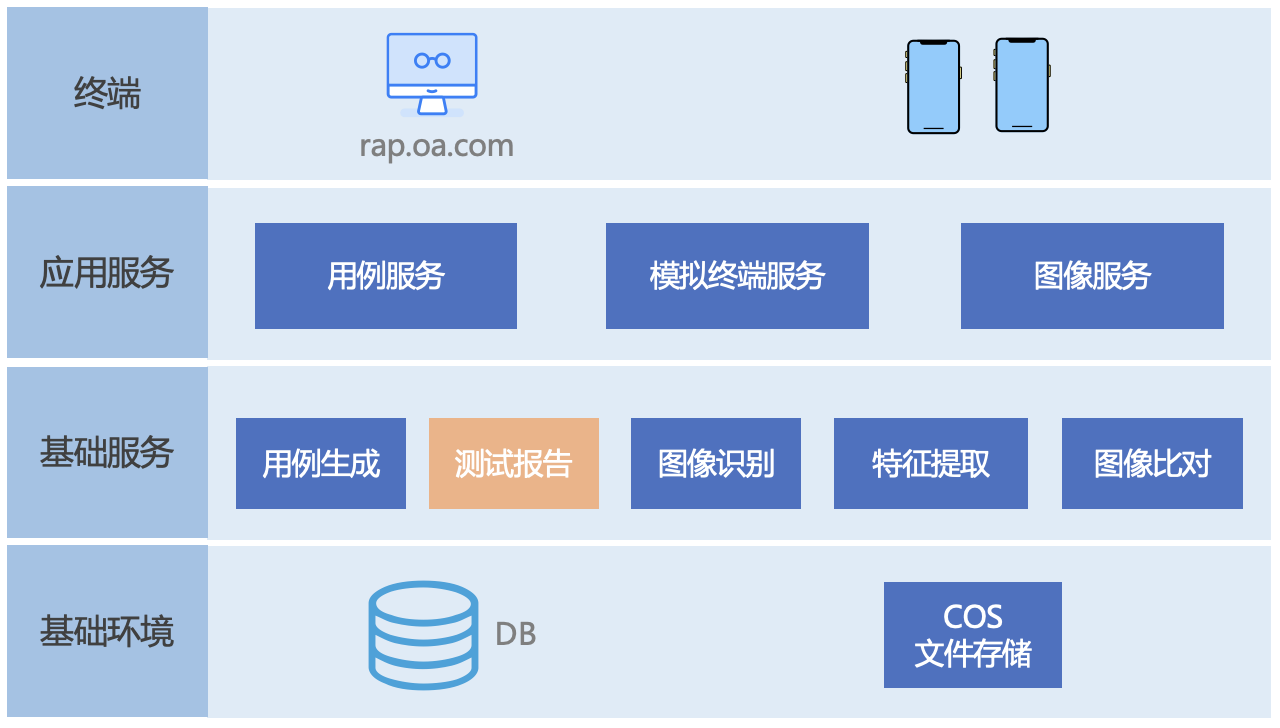 终端
rap.oa.com
应用服务
用例服务
模拟终端服务
图像服务
基础服务
用例生成
测试报告
图像识别
特征提取
图像比对
基础环境
DB
COS
文件存储